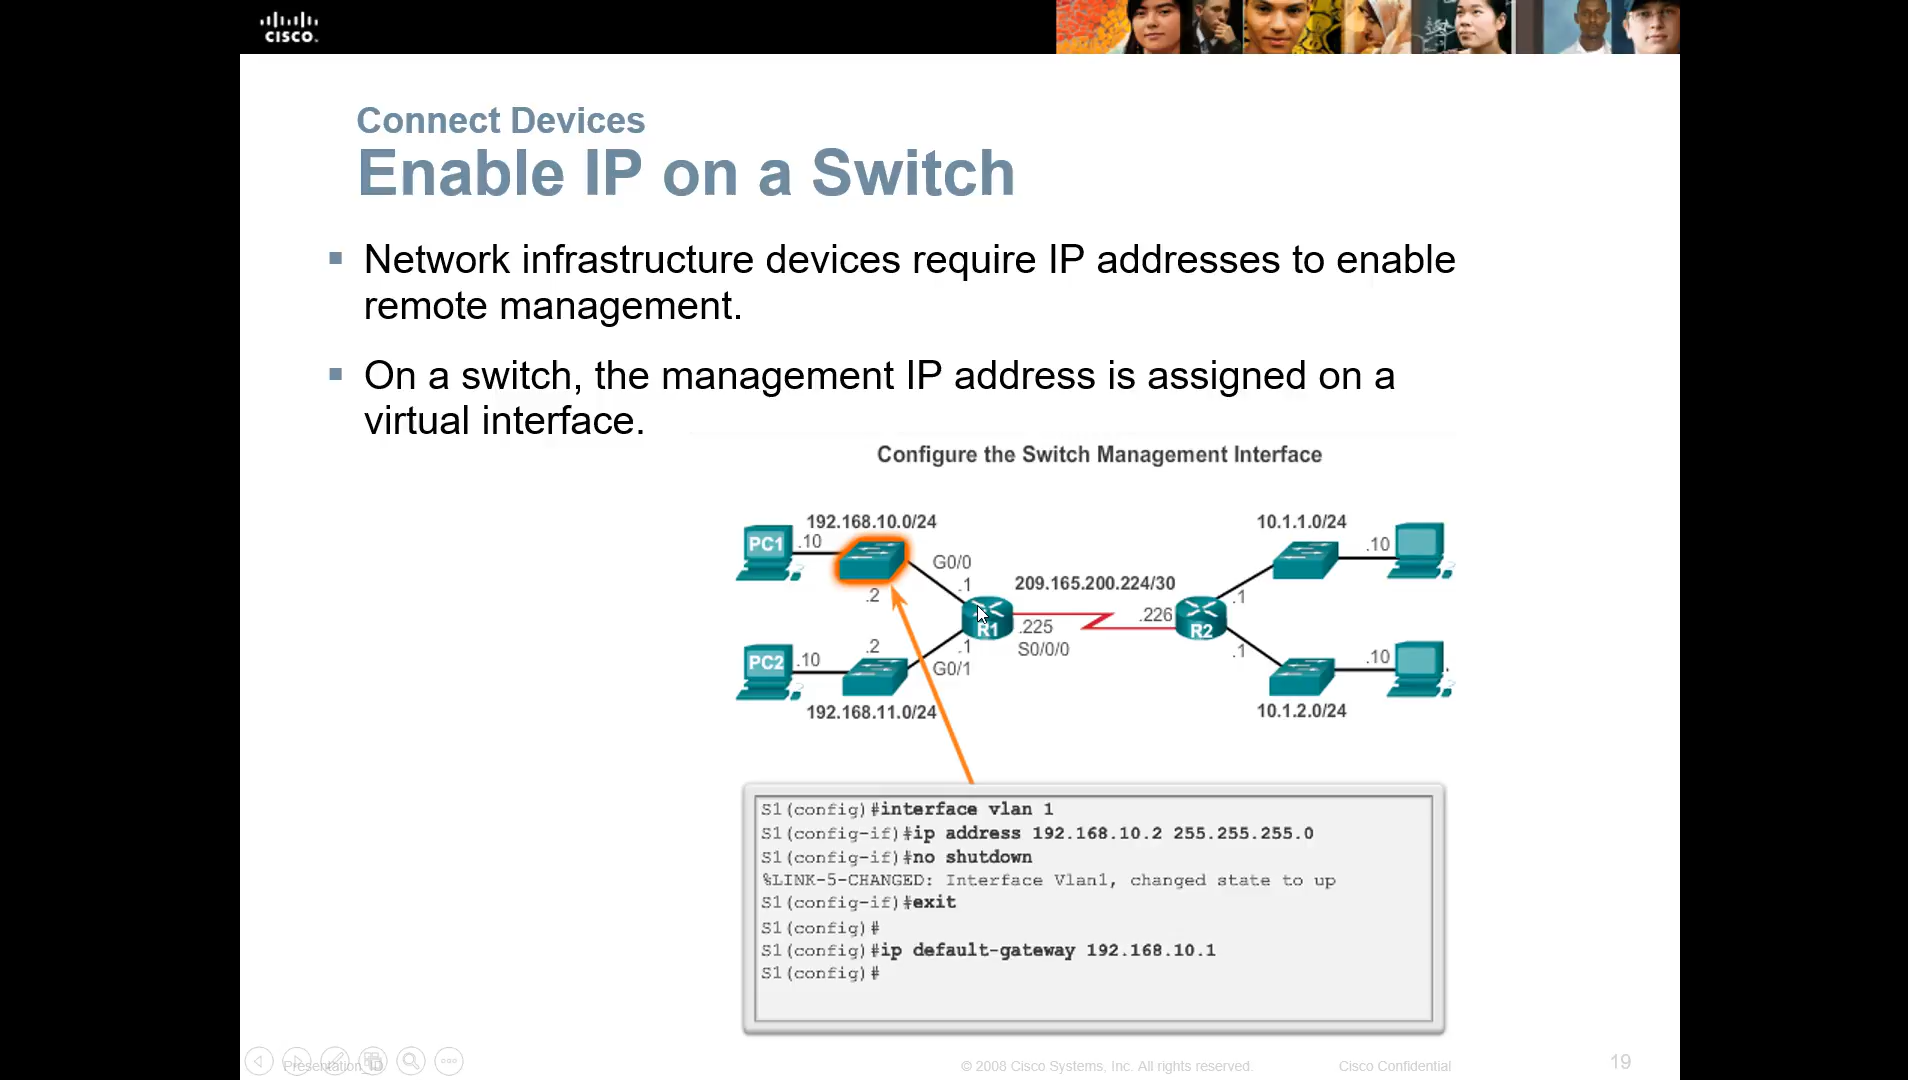 CISCO
Connect Devices
Enable IP on a Switch
Network infrastructure devices require IP addresses to enable
remote management.
On a switch, the management IP address is assigned on a
virtual interface.
Configure the Switch Management Interface
192.168.10.0/24
10.1.1.0/24
PC1
.10
.10
G0/0
.1
209.165.200.224/30
.2
.1
R1
.225
.226
R2
S0/0/0
PC2
.10
.2
.1
G0/1
.1
.10
192.168.11.0/24
10.1.2.0/24
S1(config)#interface vlan 1
S1(config-if)#ip address 192.168.10.2 255.255.255.0
S1(config-if)#no shutdown
%LINK-5-CHANGED: Interface Vlan1, changed state to up
S1(config-if)#exit
S1(config)#
S1(config)#ip default-gateway 192.168.10.1
S1(config)#
Presentation_ID
© 2008 Cisco Systems, Inc. All rights reserved.
Cisco Confidential
19